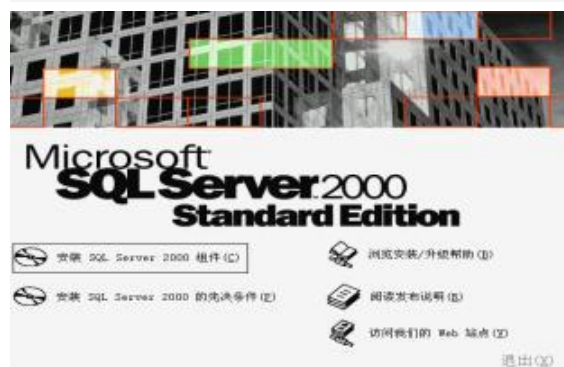 Microsoft
SQL Server 2000
Standard Edition
安装 SQL Server 2000 组件(C)
安装 SQL Server 2000 的先决条件(P)
浏览安装/升级帮助(B)
阅读发布说明(R)
访问我们的 Web 站点(V)
退出(X)